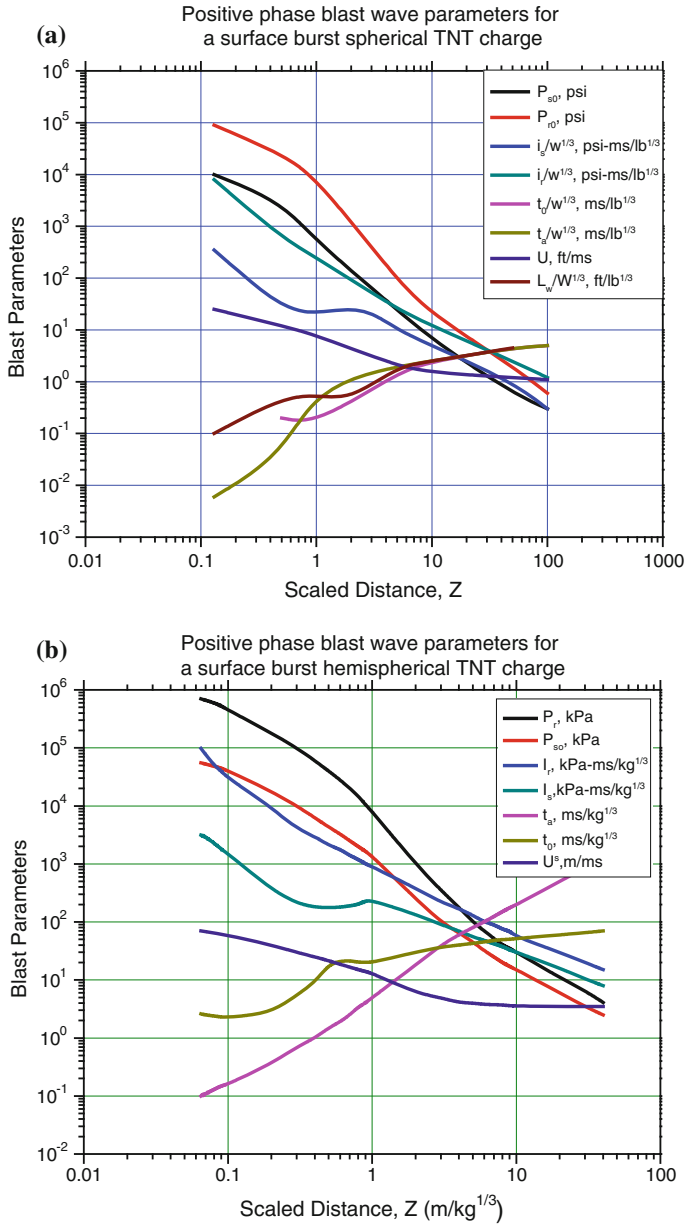 (a)
Positive phase blast wave parameters for
a surface burst spherical TNT charge
10^6
10^5
10^4
10^3
10^2
10^1
10^0
10^-1
10^-2
10^-3
Blast Parameters
P_s0, psi
P_r0, psi
i_s/w^1/3, psi-ms/lb^1/3
i_r/w^1/3, psi-ms/lb^1/3
t_0/w^1/3, ms/lb^1/3
t_a/w^1/3, ms/lb^1/3
U, ft/ms
L_w/W^1/3, ft/lb^1/3
0.01 0.1 1 10 100 1000
Scaled Distance, Z
(b)
Positive phase blast wave parameters for
a surface burst hemispherical TNT charge
10^6
10^5
10^4
10^3
10^2
10^1
10^0
10^-1
10^-2
Blast Parameters
P_r, kPa
P_so, kPa
I_r, kPa-ms/kg^1/3
I_s,kPa-ms/kg^1/3
t_a, ms/kg^1/3
t_0, ms/kg^1/3
U^s,m/ms
0.01 0.1 1 10 100
Scaled Distance, Z (m/kg^1/3)